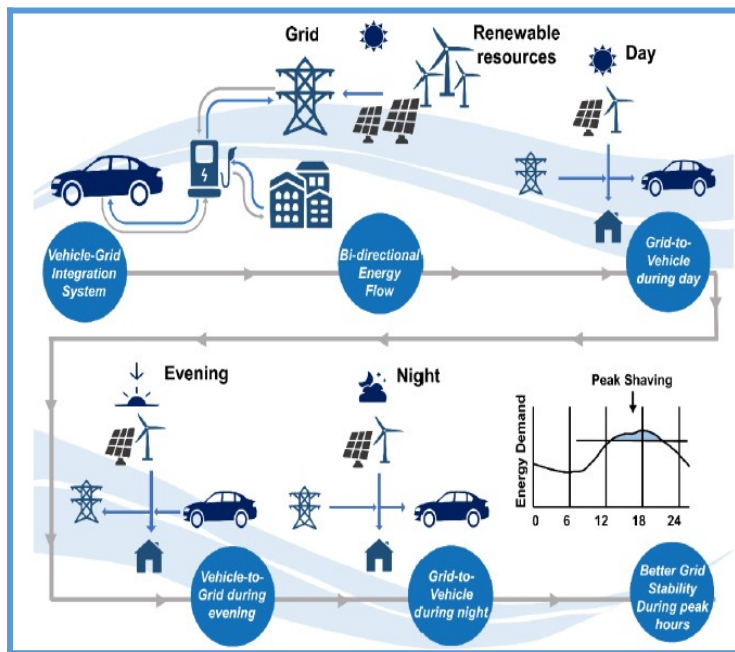 Grid
Renewable
resources
Day
Vehicle-Grid
Integration
System
Bi-directional
Energy
Flow
Grid-to-
Vehicle
during day
Evening
Night
Peak Shaving
Energy Demand
0 6 12 18 24
Vehicle-to-
Grid during
evening
Grid-to-
Vehicle
during night
Better Grid
Stability
During peak
hours